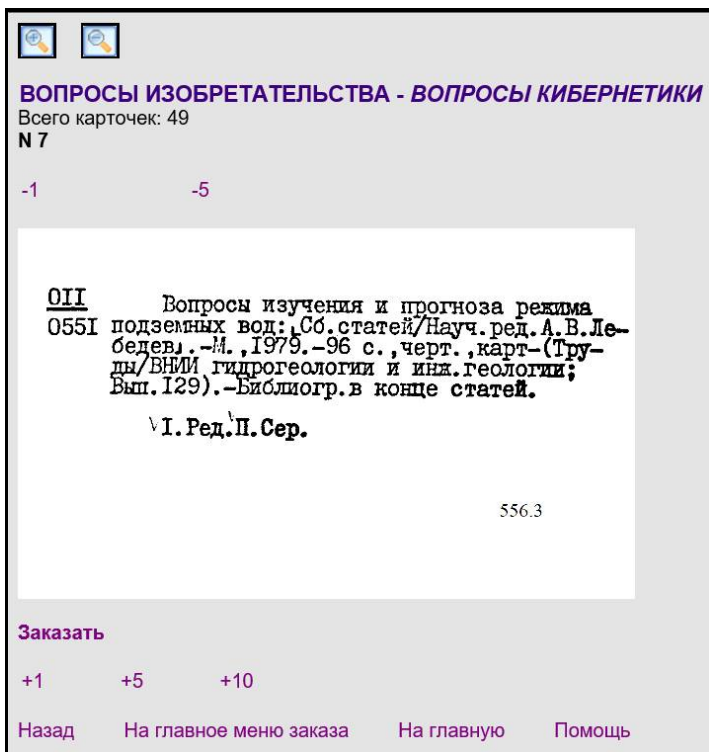 ВОПРОСЫ ИЗОБРЕТАТЕЛЬСТВА - ВОПРОСЫ КИБЕРНЕТИКИ
Всего карточек: 49
N 7
-1 -5
OII Вопросы изучения и прогноза режима
055I подземных вод: Сб.статей/Науч.ред.А.В.Ле-
бедев.-М.,I979.-96 с.,черт.,карт-(Тру-
ды/ВНИИ гидрогеологии и инж.геологии;
Вып.I29).-Библиогр.в конце статей.
\I.Ред.\П.Сер.
556.3
Заказать
+1 +5 +10
Назад На главное меню заказа На главную Помощь